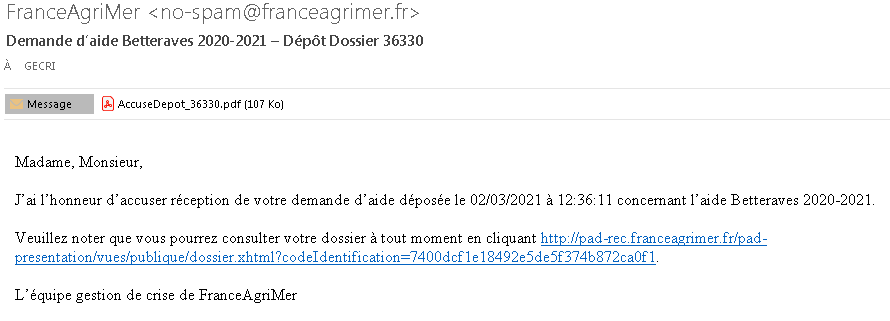 FranceAgriMer <no-spam@franceagrimer.fr>
Demande d'aide Betteraves 2020-2021 – Dépôt Dossier 36330
À GECRI
Message AccuseDepot_36330.pdf (107 Ko)
Madame, Monsieur,
J'ai l'honneur d'accuser réception de votre demande d'aide déposée le 02/03/2021 à 12:36:11 concernant l'aide Betteraves 2020-2021.
Veuillez noter que vous pourrez consulter votre dossier à tout moment en cliquant http://pad-rec.franceagrimer.fr/pad-
presentation/vues/publique/dossier.xhtml?codeIdentification=7400dcf1e18492e5de5f374b872ca0f1.
L'équipe gestion de crise de FranceAgriMer